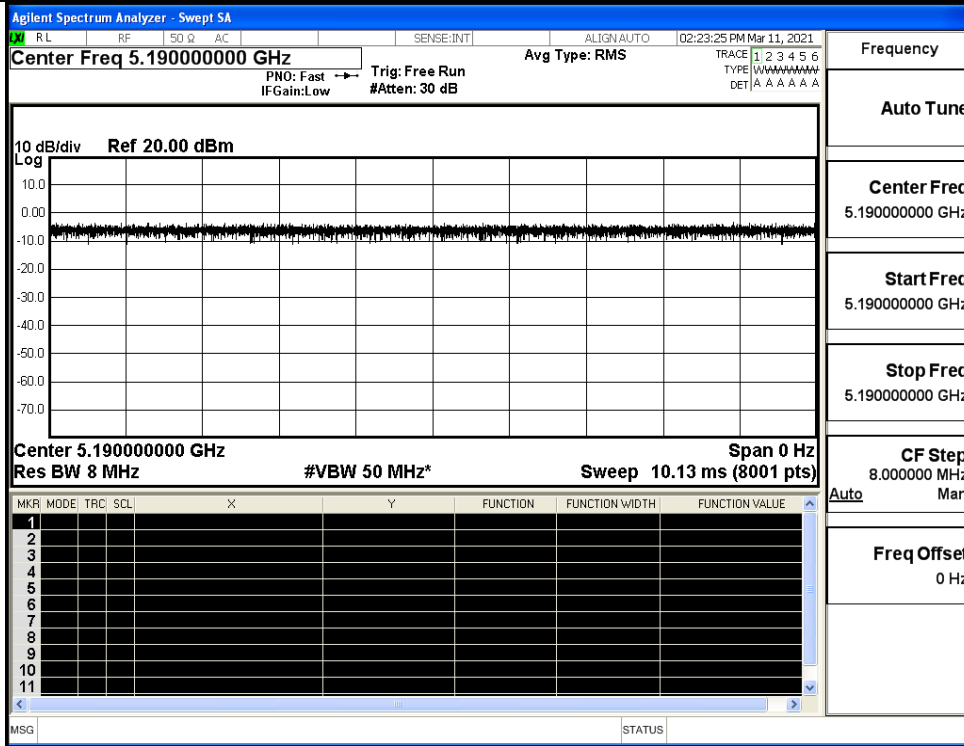 Agilent Spectrum Analyzer - Swept SA
LXI RL RF 50 Ω AC SENSE:INT ALIGNAUTO 02:23:25 PM Mar 11, 2021
Center Freq 5.190000000 GHz
PNO: Fast
IFGain:Low
Trig: Free Run
#Atten: 30 dB
Avg Type: RMS
TRACE 1 2 3 4 5 6
TYPE WWWWWW
DET A A A A A A
10 dB/div Ref 20.00 dBm
Log
10.0
0.00
-10.0
-20.0
-30.0
-40.0
-50.0
-60.0
-70.0
Center 5.190000000 GHz Span 0 Hz
Res BW 8 MHz #VBW 50 MHz* Sweep 10.13 ms (8001 pts)
MKR MODE TRC SCL X Y FUNCTION FUNCTION WIDTH FUNCTION VALUE
1
2
3
4
5
6
7
8
9
10
11
MSG STATUS
Frequency
Auto Tune
Center Freq
5.190000000 GHz
Start Freq
5.190000000 GHz
Stop Freq
5.190000000 GHz
CF Step
8.000000 MHz
Auto Man
Freq Offset
0 Hz